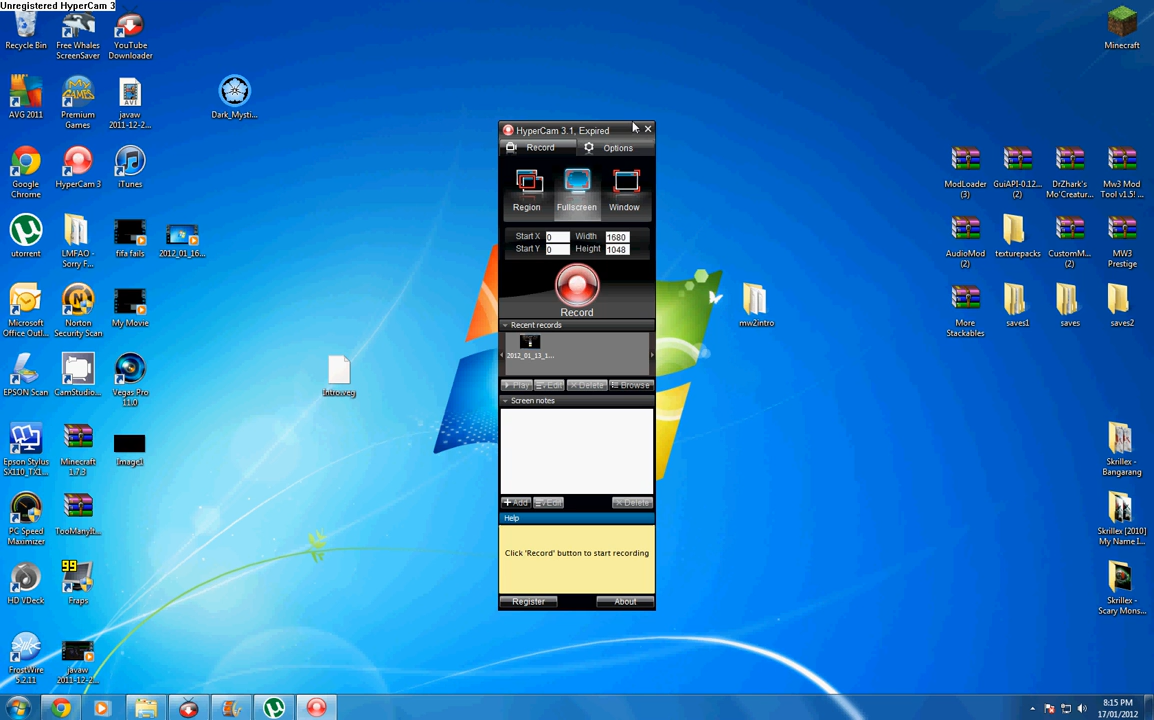 Unregistered HyperCam 3
Recycle Bin
Free Whales
ScreenSaver
YouTube
Downloader
Minecraft
AVG 2011
Premium
Games
javaw
2011-12-2...
Dark_Mysti...
Google
Chrome
HyperCam 3
iTunes
utorrent
LMFAO -
Sorry F...
fifa fails
2012_01_16...
Microsoft
Office Outl...
Norton
Security Scan
My Movie
EPSON Scan
CamStudio...
Vegas Pro
11.0
Intro.veg
Epson Stylus
SX110_TX1...
Minecraft
1.7.3
Image1
PC Speed
Maximizer
TooManyIt...
99
HD VDeck
Fraps
FrostWire
5.2.11
javaw
2011-12-2...
HyperCam 3.1, Expired
Record
Options
Region
Fullscreen
Window
Start X 0 Width 1680
Start Y 0 Height 1048
Record
Recent records
2012_01_13_1...
Play Edit Delete Browse
Screen notes
Add Edit Delete
Help
Click 'Record' button to start recording
Register
About
mw2intro
ModLoader
(3)
GuiAPI-0.12...
(2)
DrZhark's
Mo'Creatur...
Mw3 Mod
Tool v1.5! ...
AudioMod
(2)
texturepacks
CustomM...
(2)
MW3
Prestige
More
Stackables
saves1
saves
saves2
Skrillex -
Bangarang
Skrillex [2010]
My Name I...
Skrillex -
Scary Mons...
8:15 PM
17/01/2012